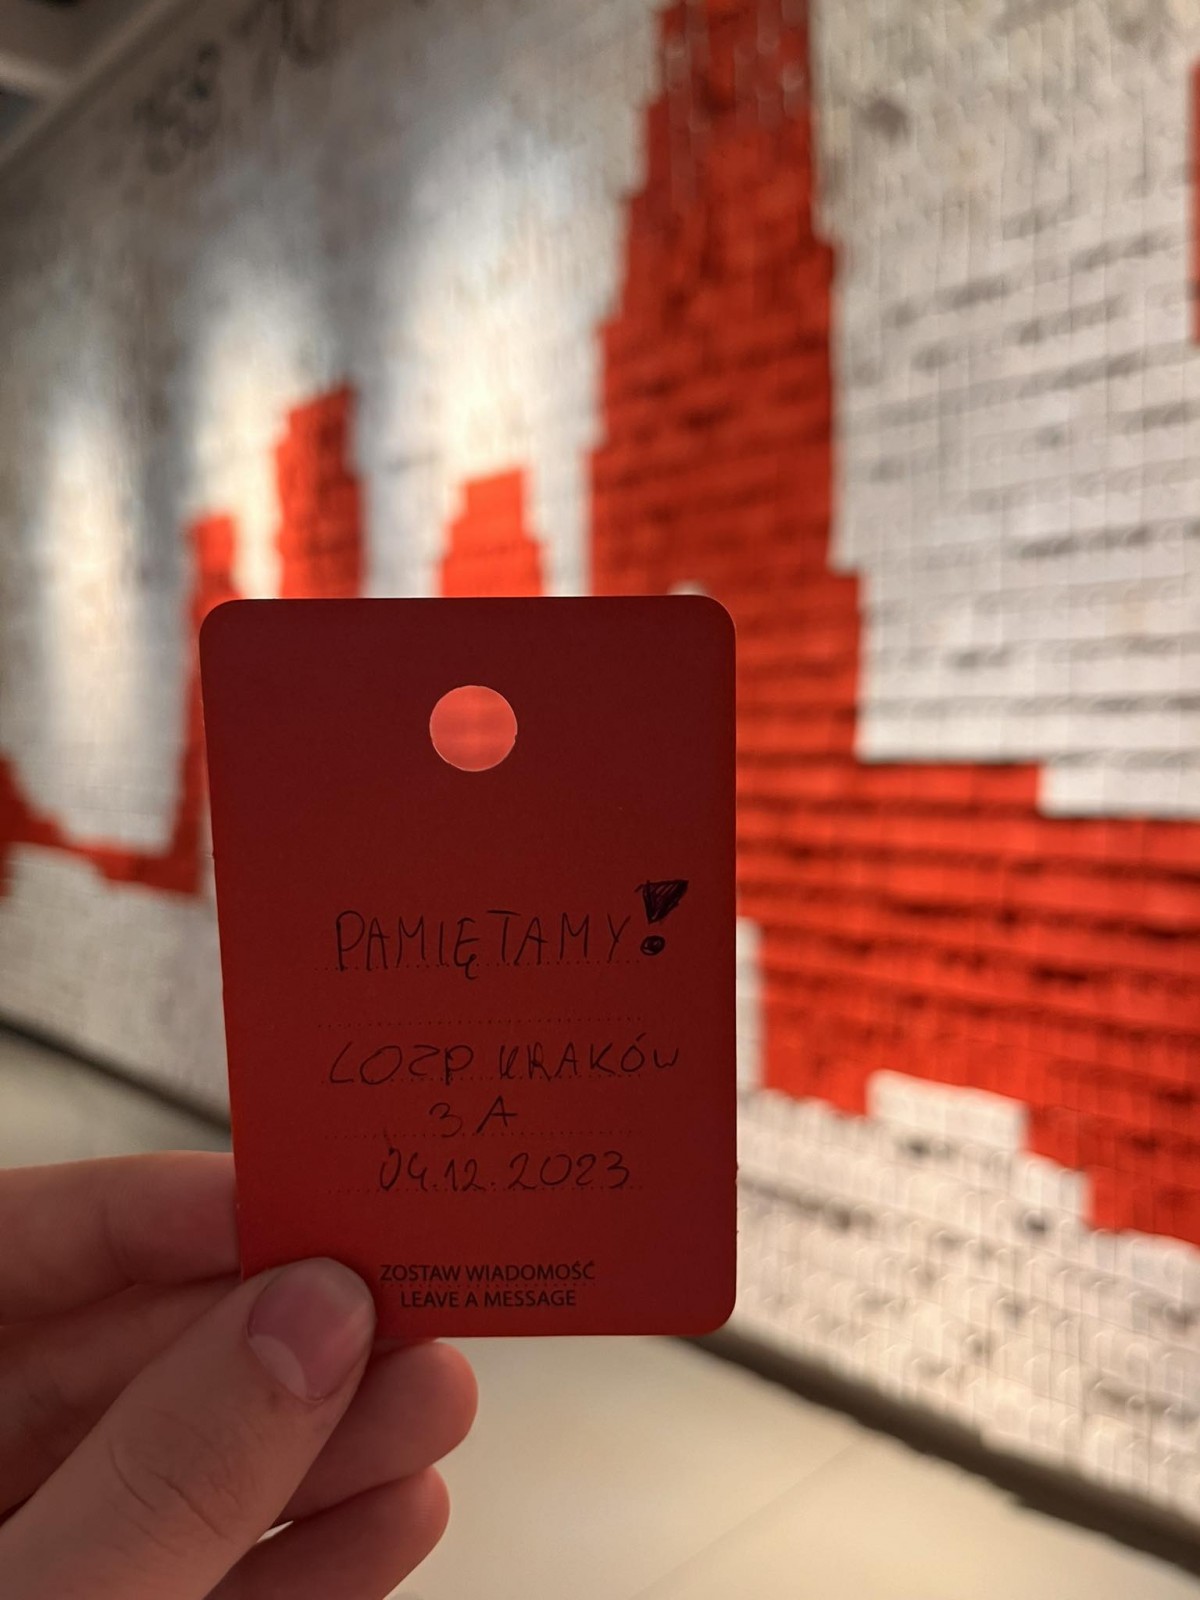 PAMIĘTAMY!
LOZP KRAKÓW
3A
04.12.2023
ZOSTAW WIADOMOŚĆ
LEAVE A MESSAGE